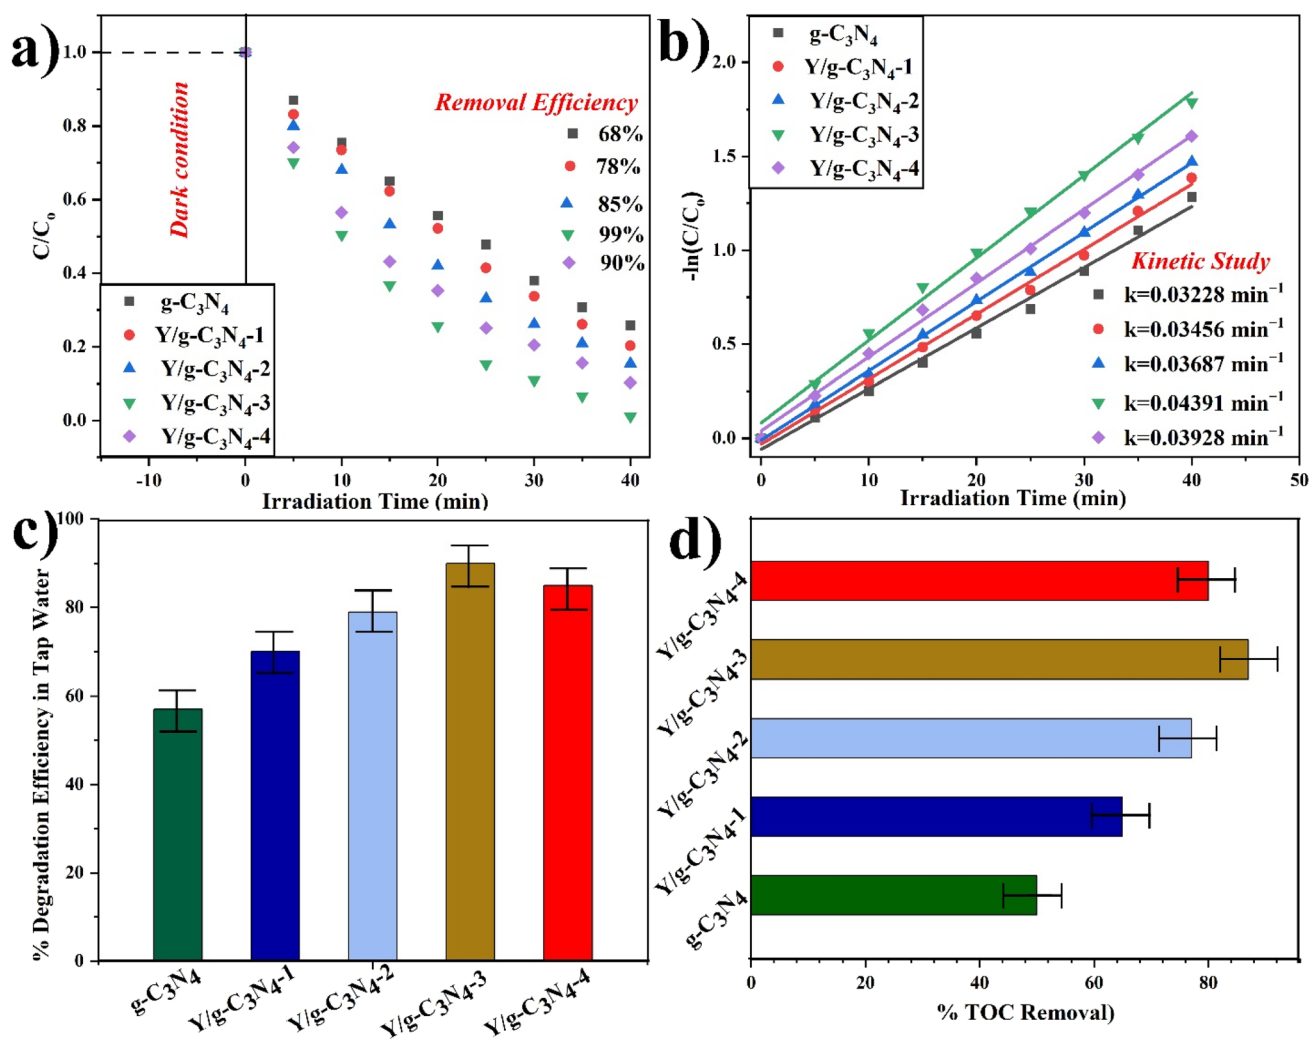 a)
C/Cₒ
1.0
0.8
0.6
0.4
0.2
0.0
Dark condition
Removal Efficiency
68%
78%
85%
99%
90%
g-C₃N₄
Y/g-C₃N₄-1
Y/g-C₃N₄-2
Y/g-C₃N₄-3
Y/g-C₃N₄-4
-10 0 10 20 30 40
Irradiation Time (min)
b)
-ln(C/Cₒ)
2.0
1.5
1.0
0.5
0.0
g-C₃N₄
Y/g-C₃N₄-1
Y/g-C₃N₄-2
Y/g-C₃N₄-3
Y/g-C₃N₄-4
Kinetic Study
k=0.03228 min⁻¹
k=0.03456 min⁻¹
k=0.03687 min⁻¹
k=0.04391 min⁻¹
k=0.03928 min⁻¹
0 10 20 30 40 50
Irradiation Time (min)
c)
% Degradation Efficiency in Tap Water
100
80
60
40
20
0
g-C₃N₄
Y/g-C₃N₄-1
Y/g-C₃N₄-2
Y/g-C₃N₄-3
Y/g-C₃N₄-4
d)
Y/g-C₃N₄-4
Y/g-C₃N₄-3
Y/g-C₃N₄-2
Y/g-C₃N₄-1
g-C₃N₄
0 20 40 60 80
% TOC Removal)